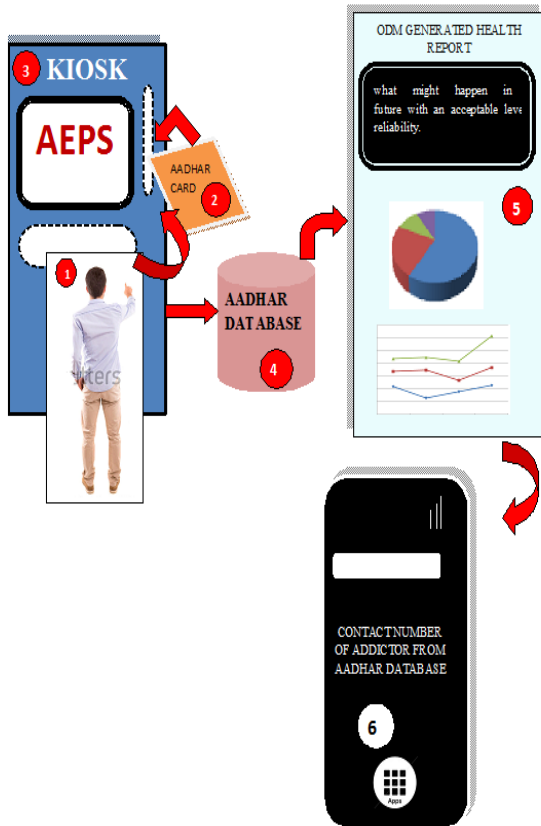 3
KIOSK
AEPS
AADHAR
CARD
2
1
AADHAR
DATABASE
4
ODM GENERATED HEALTH
REPORT
what might happen in
future with an acceptable leve
reliability.
5
CONTACT NUMBER
OF ADDICTOR FROM
AADHAR DATABASE
6
Apps